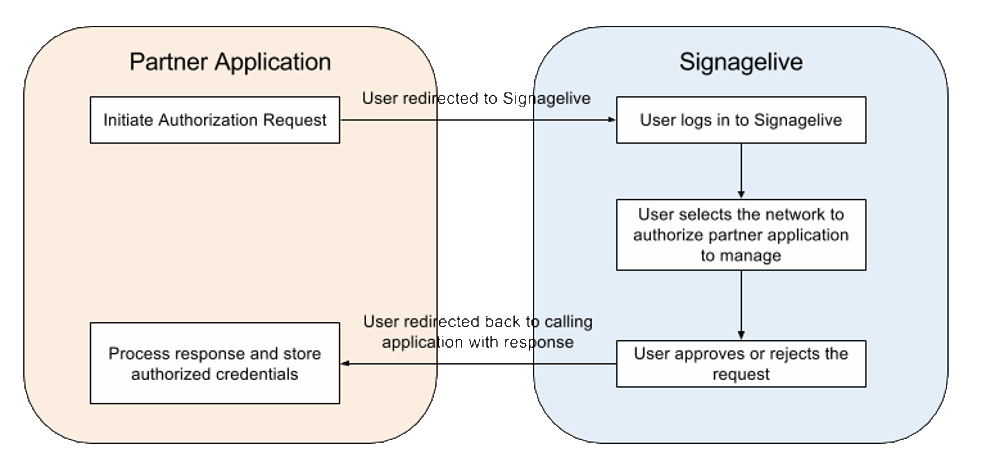 Partner Application
Signagelive
User redirected to Signagelive
Initiate Authorization Request
User logs in to Signagelive
User selects the network to
authorize partner application
to manage
User redirected back to calling
application with response
Process response and store
authorized credentials
User approves or rejects the
request